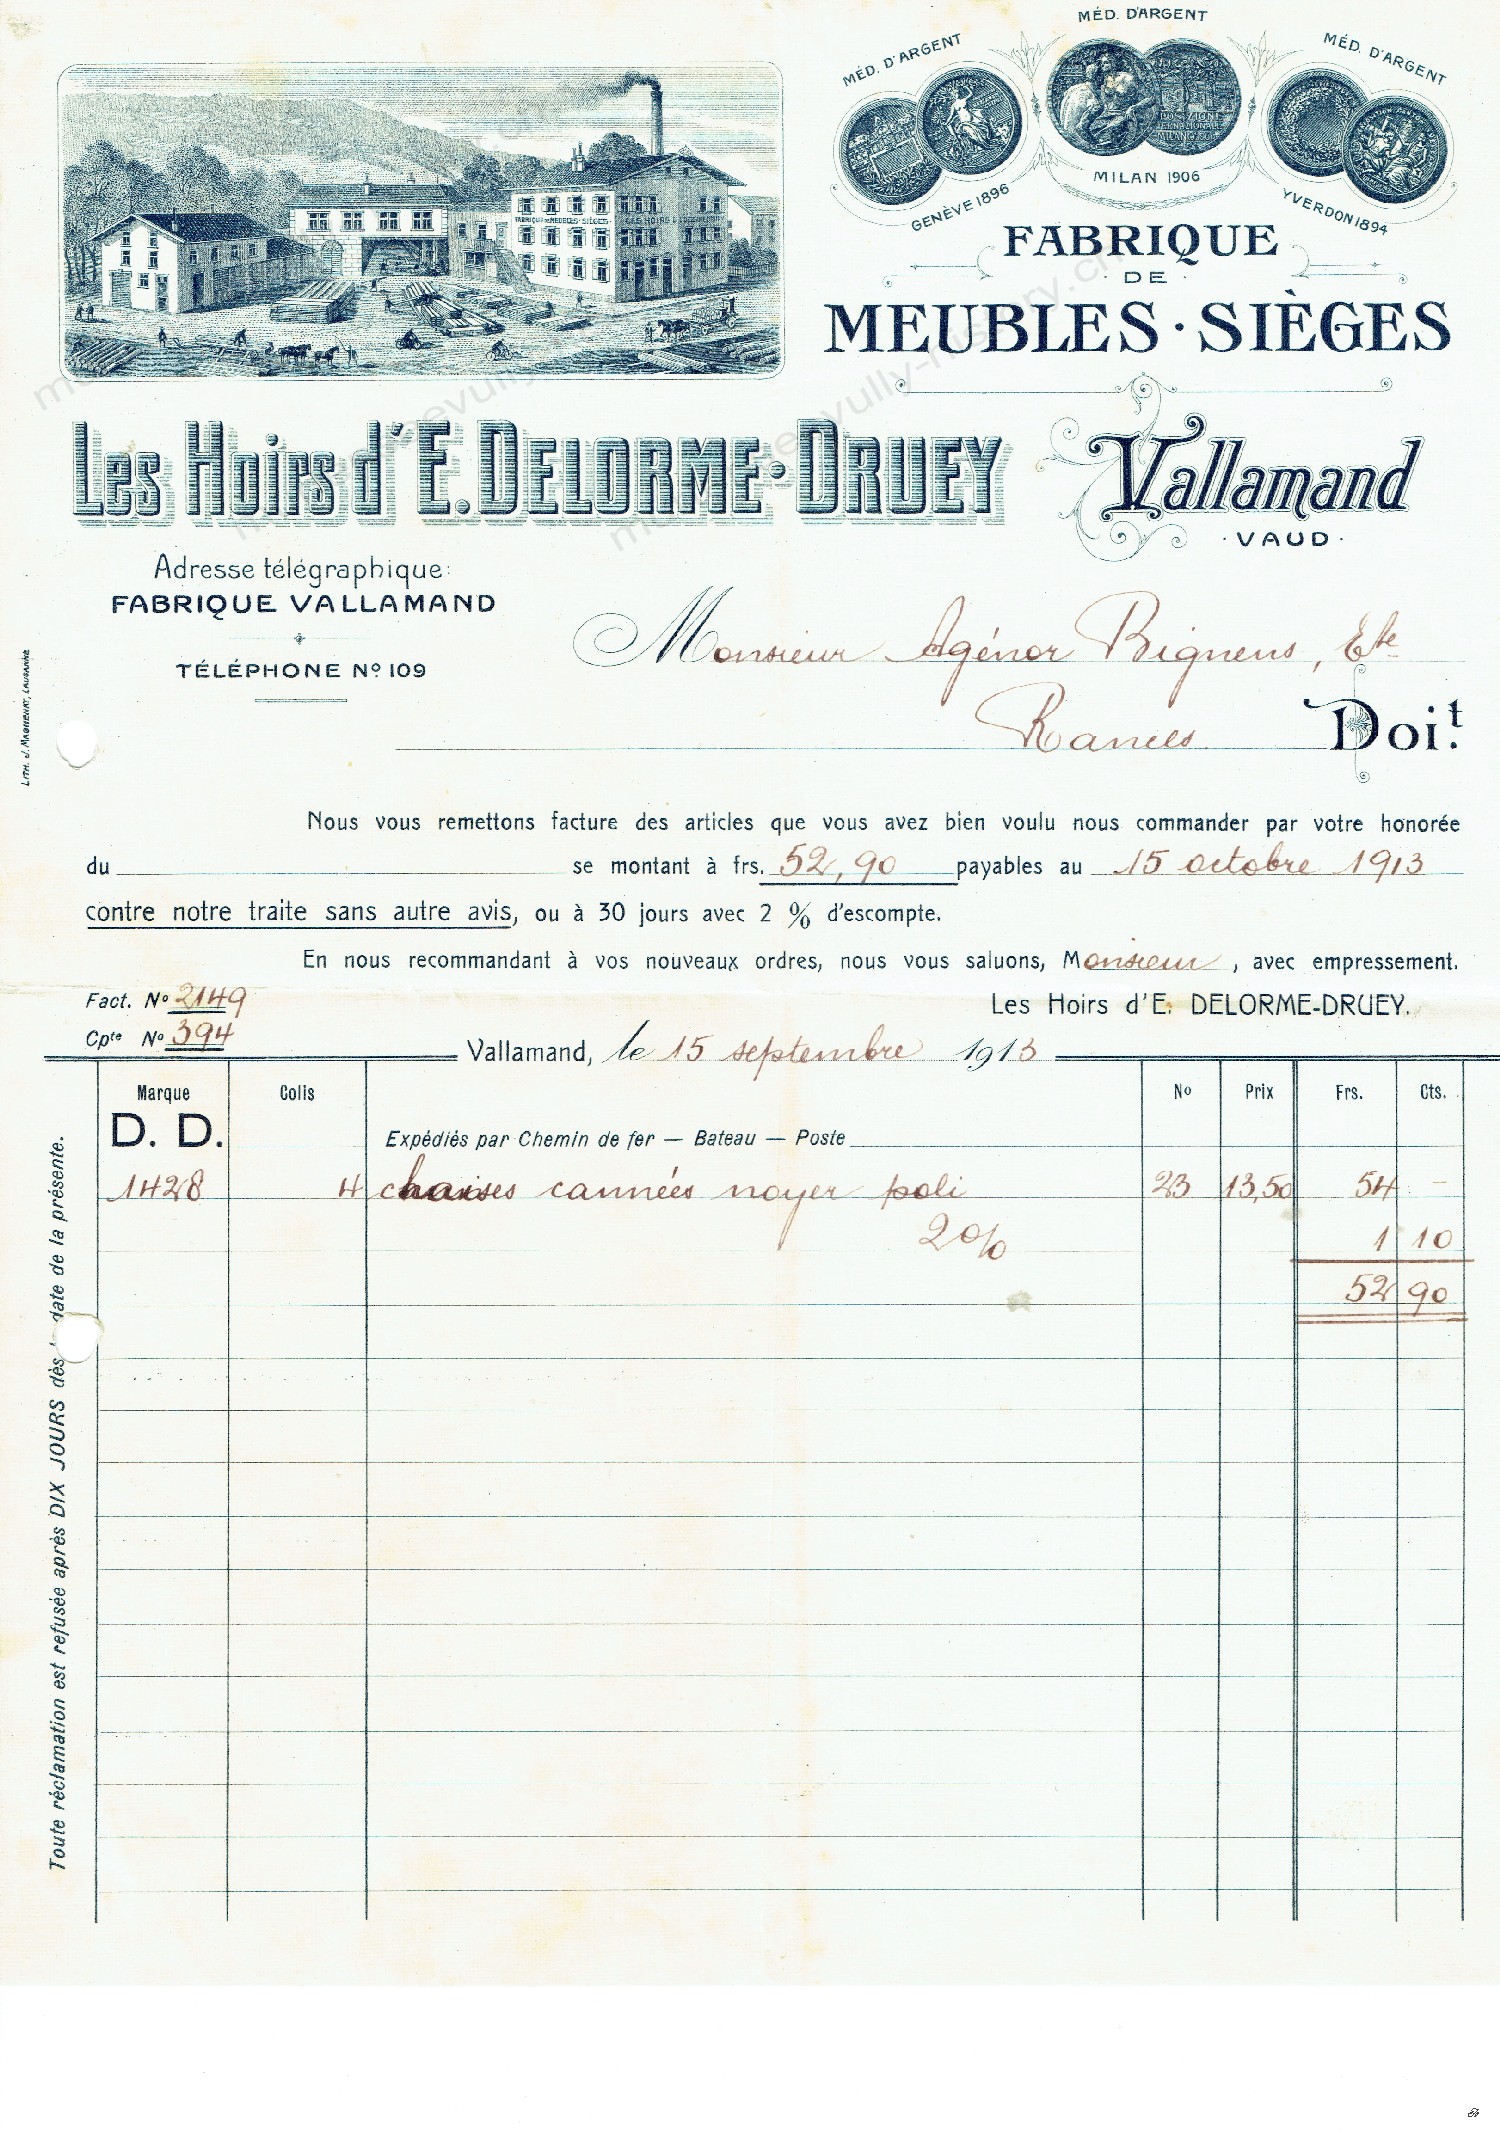 MÉD. D'ARGENT
MÉD. D'ARGENT
MÉD. D'ARGENT
GENÈVE 1896
MILAN 1906
YVERDON 1894
FABRIQUE
DE
MEUBLES · SIÈGES
Les Hoirs d'E. DELORME-DRUEY
Vallamand
· VAUD ·
Adresse télégraphique:
FABRIQUE VALLAMAND
TÉLÉPHONE No 109
LITH. J. MAGNENAT, LAUSANNE
Monsieur Agénor Bignens, Ete
Rances Doi.t
Nous vous remettons facture des articles que vous avez bien voulu nous commander par votre honorée
du se montant à frs. 52,90 payables au 15 octobre 1913
contre notre traite sans autre avis, ou à 30 jours avec 2 % d'escompte.
En nous recommandant à vos nouveaux ordres, nous vous saluons, Monsieur, avec empressement.
Fact. No 2149
Les Hoirs d'E. DELORME-DRUEY.
Cpte No 394
Vallamand, le 15 septembre 1913
Marque Colis No Prix Frs. Cts.
D. D.
Expédiés par Chemin de fer — Bateau — Poste
1428 4 chaises cannées noyer poli 23 13,50 54 -
2% 1 10
52 90
Toute réclamation est refusée après DIX JOURS dès date de la présente.